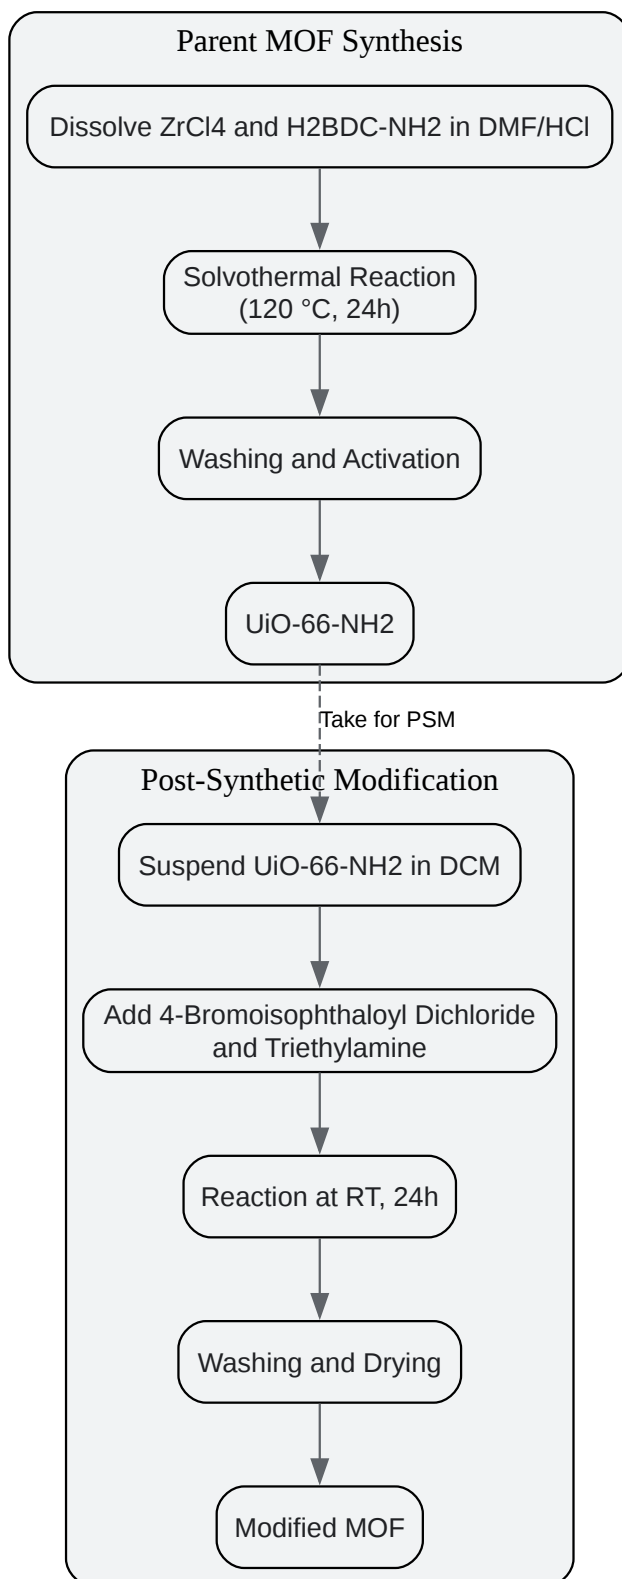 Parent MOF Synthesis
Dissolve ZrCl4 and H2BDC-NH2 in DMF/HCl
Solvothermal Reaction
(120 °C, 24h)
Washing and Activation
UiO-66-NH2
Take for PSM
Post-Synthetic Modification
Suspend UiO-66-NH2 in DCM
Add 4-Bromoisophthaloyl Dichloride
and Triethylamine
Reaction at RT, 24h
Washing and Drying
Modified MOF